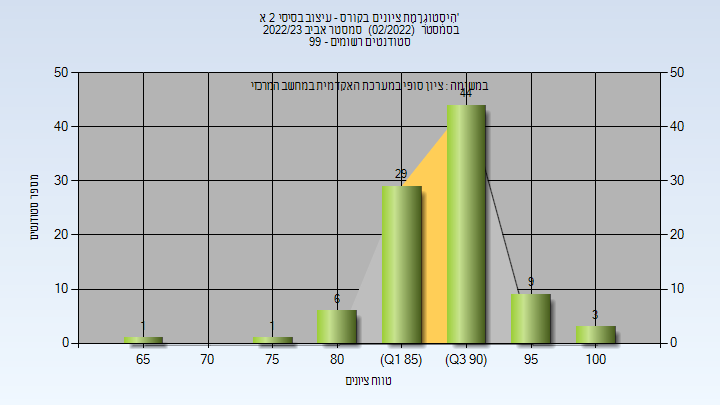 היסטוגרמת ציונים בקורס - עיצוב בסיסי 2 א'
בסמסטר (02/2022) סמסטר אביב 2022/23
סטודנטים רשומים - 99
במשימה : ציון סופי במערכת האקדמית במחשב המרכזי
מספר סטודנטים
50 50
40 40
30 30
20 20
10 10
0 0
1 1 6 29 44 9 3
65 70 75 80 (Q1 85) (Q3 90) 95 100
טווח ציונים